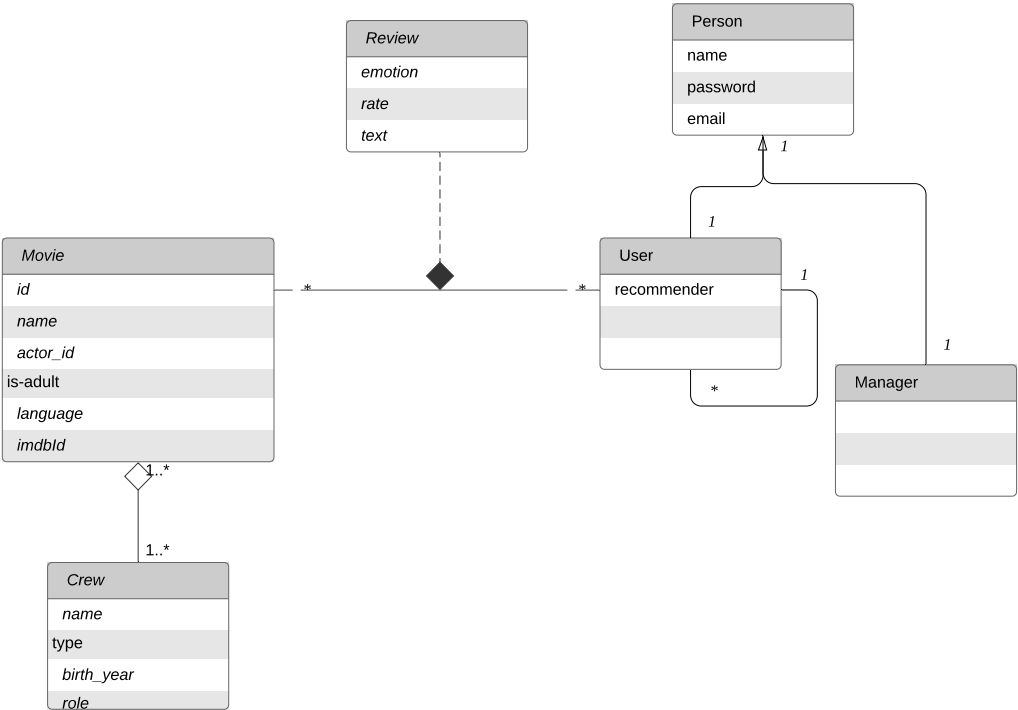 Person
name
password
email
1
Review
emotion
rate
text
Movie
id
name
actor_id
is-adult
language
imdbId
*
*
1
User
recommender
1
*
1
Manager
1..*
1..*
Crew
name
type
birth_year
role